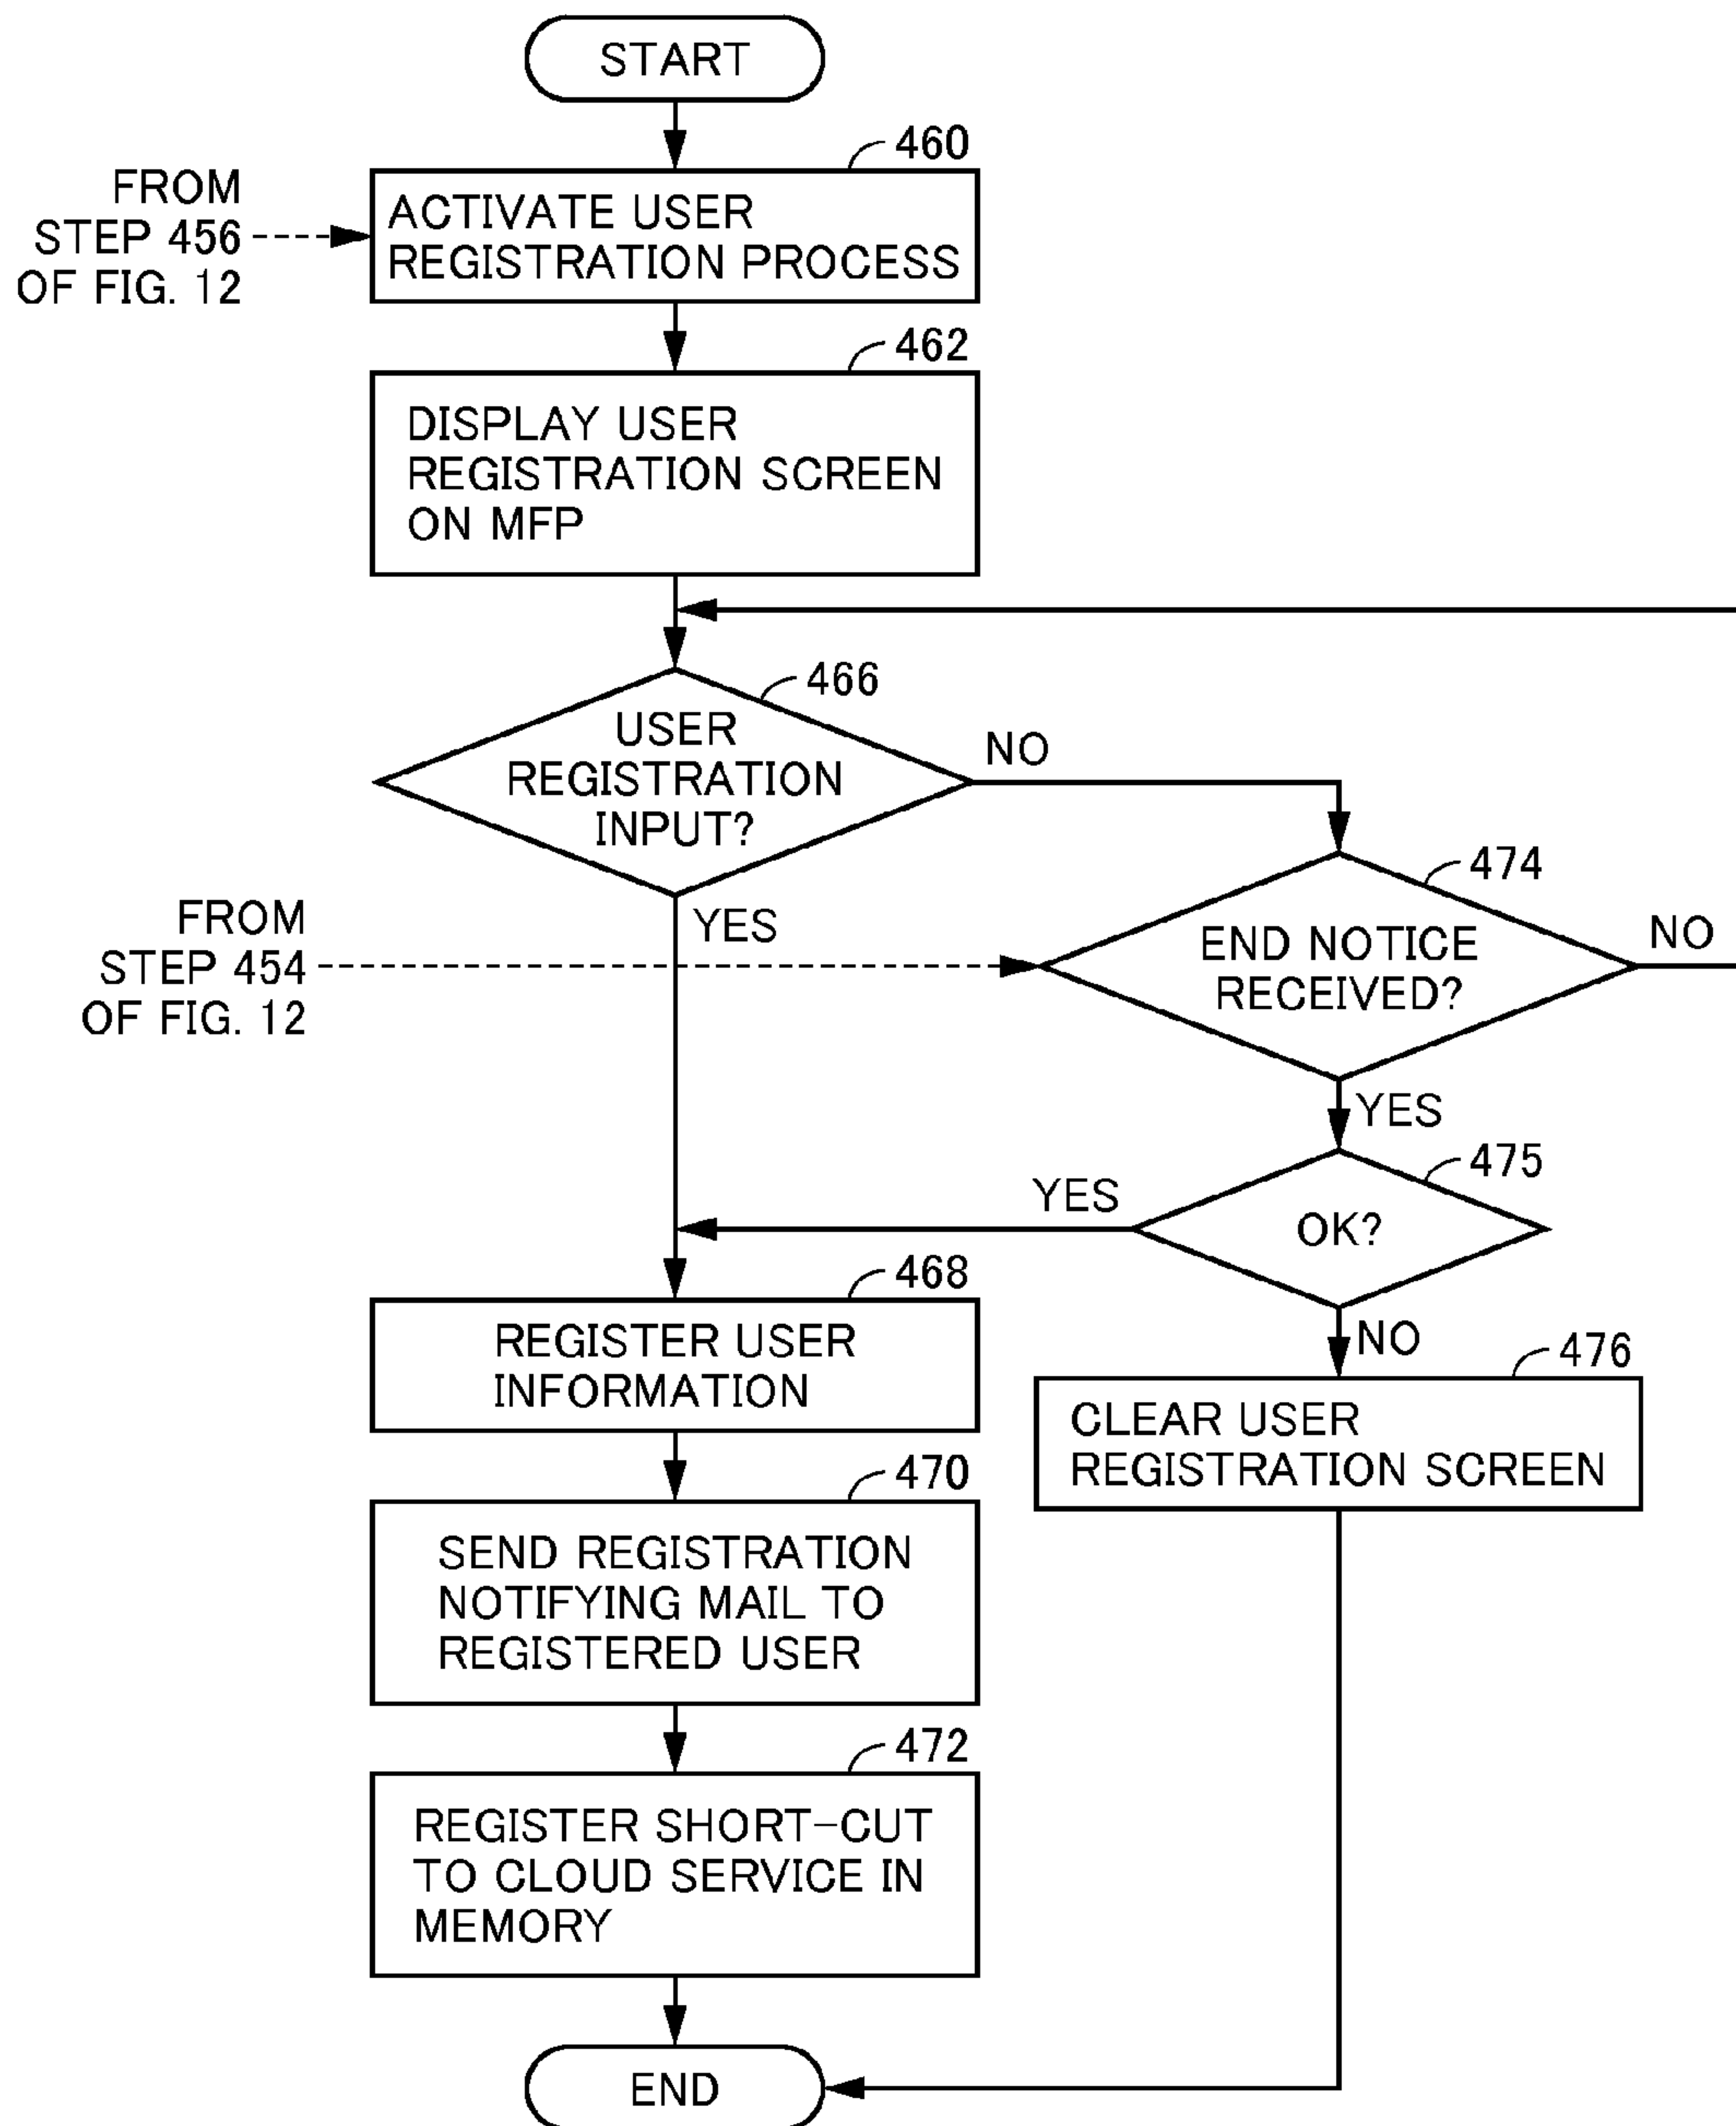 START
460
FROM
STEP 456
OF FIG. 12
ACTIVATE USER
REGISTRATION PROCESS
462
DISPLAY USER
REGISTRATION SCREEN
ON MFP
466
USER
REGISTRATION
INPUT?
NO
YES
474
FROM
STEP 454
OF FIG. 12
END NOTICE
RECEIVED?
NO
YES
475
OK?
YES
NO
468
REGISTER USER
INFORMATION
476
CLEAR USER
REGISTRATION SCREEN
470
SEND REGISTRATION
NOTIFYING MAIL TO
REGISTERED USER
472
REGISTER SHORT-CUT
TO CLOUD SERVICE IN
MEMORY
END